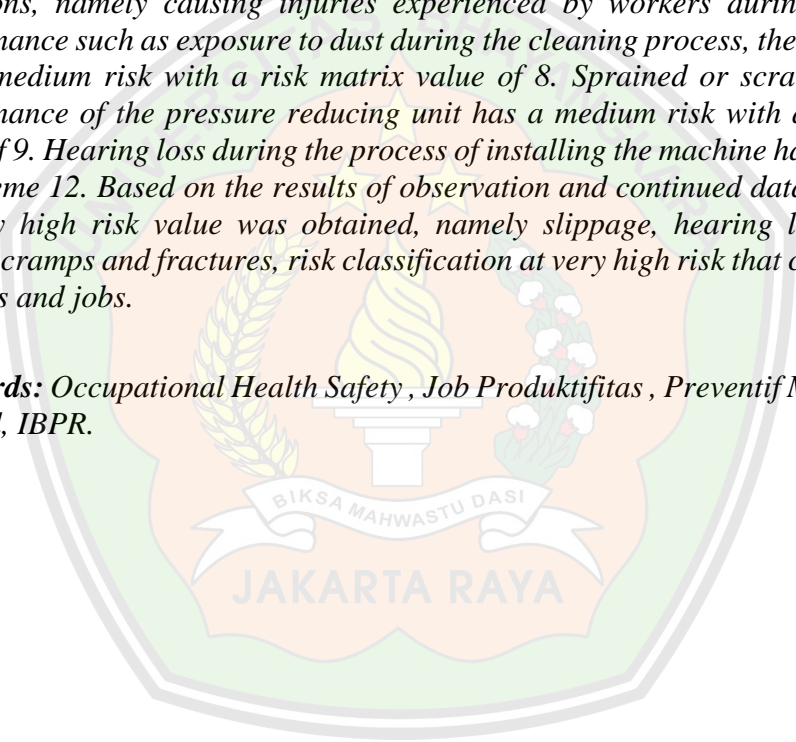 ons, namely causing injuries experienced by workers during
nance such as exposure to dust during the cleaning process, the
medium risk with a risk matrix value of 8. Sprained or scra
nance of the pressure reducing unit has a medium risk with a
of 9. Hearing loss during the process of installing the machine ha
eme 12. Based on the results of observation and continued data
y high risk value was obtained, namely slippage, hearing l
cramps and fractures, risk classification at very high risk that c
s and jobs.
rds: Occupational Health Safety , Job Produktifitas , Preventif M
, IBPR.
BIKSA MAHWASTU DASI
JAKARTA RAYA